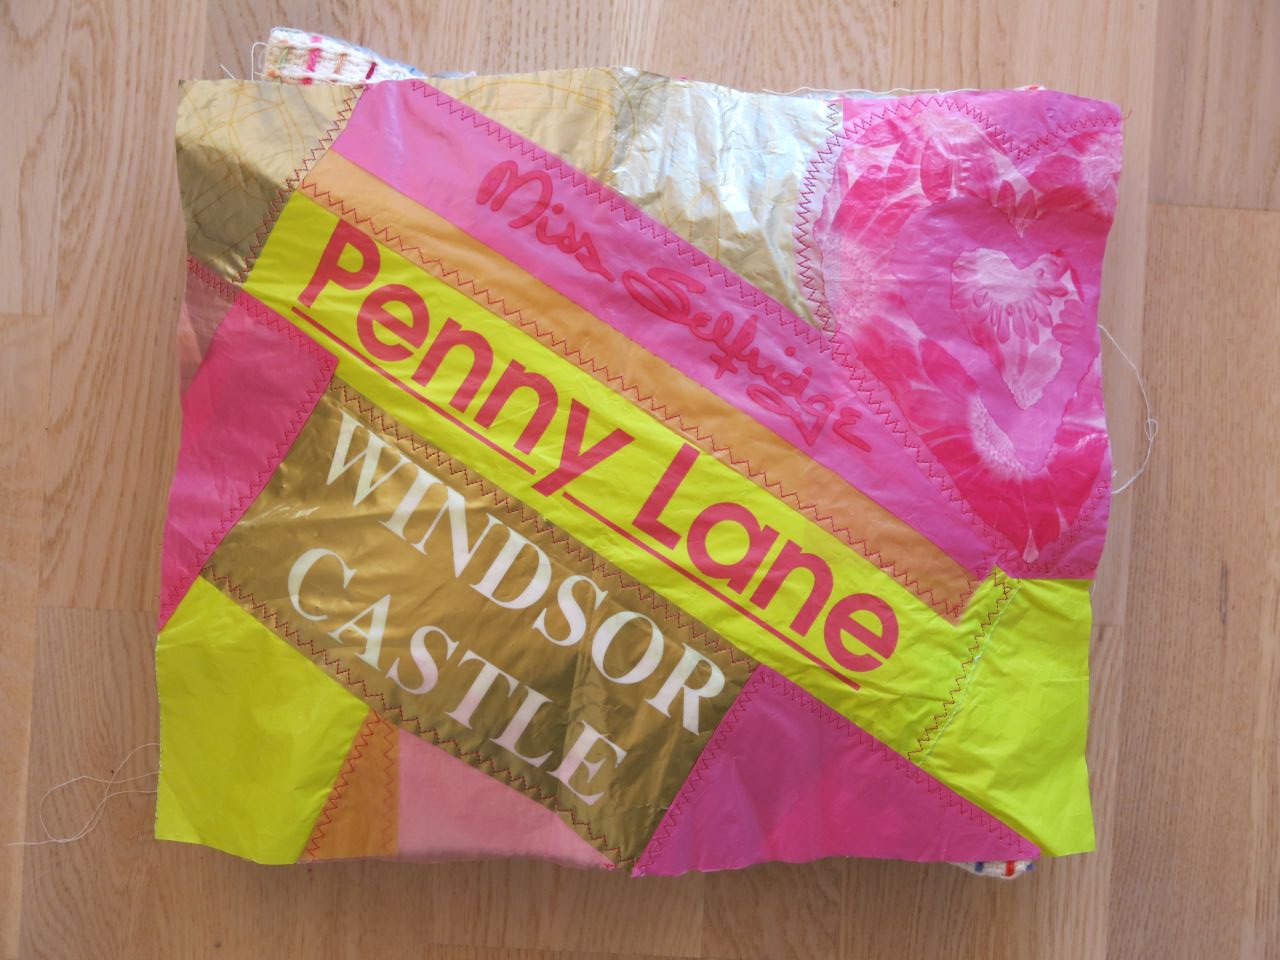 Miss Selfridge
Penny Lane
WINDSOR
CASTLE